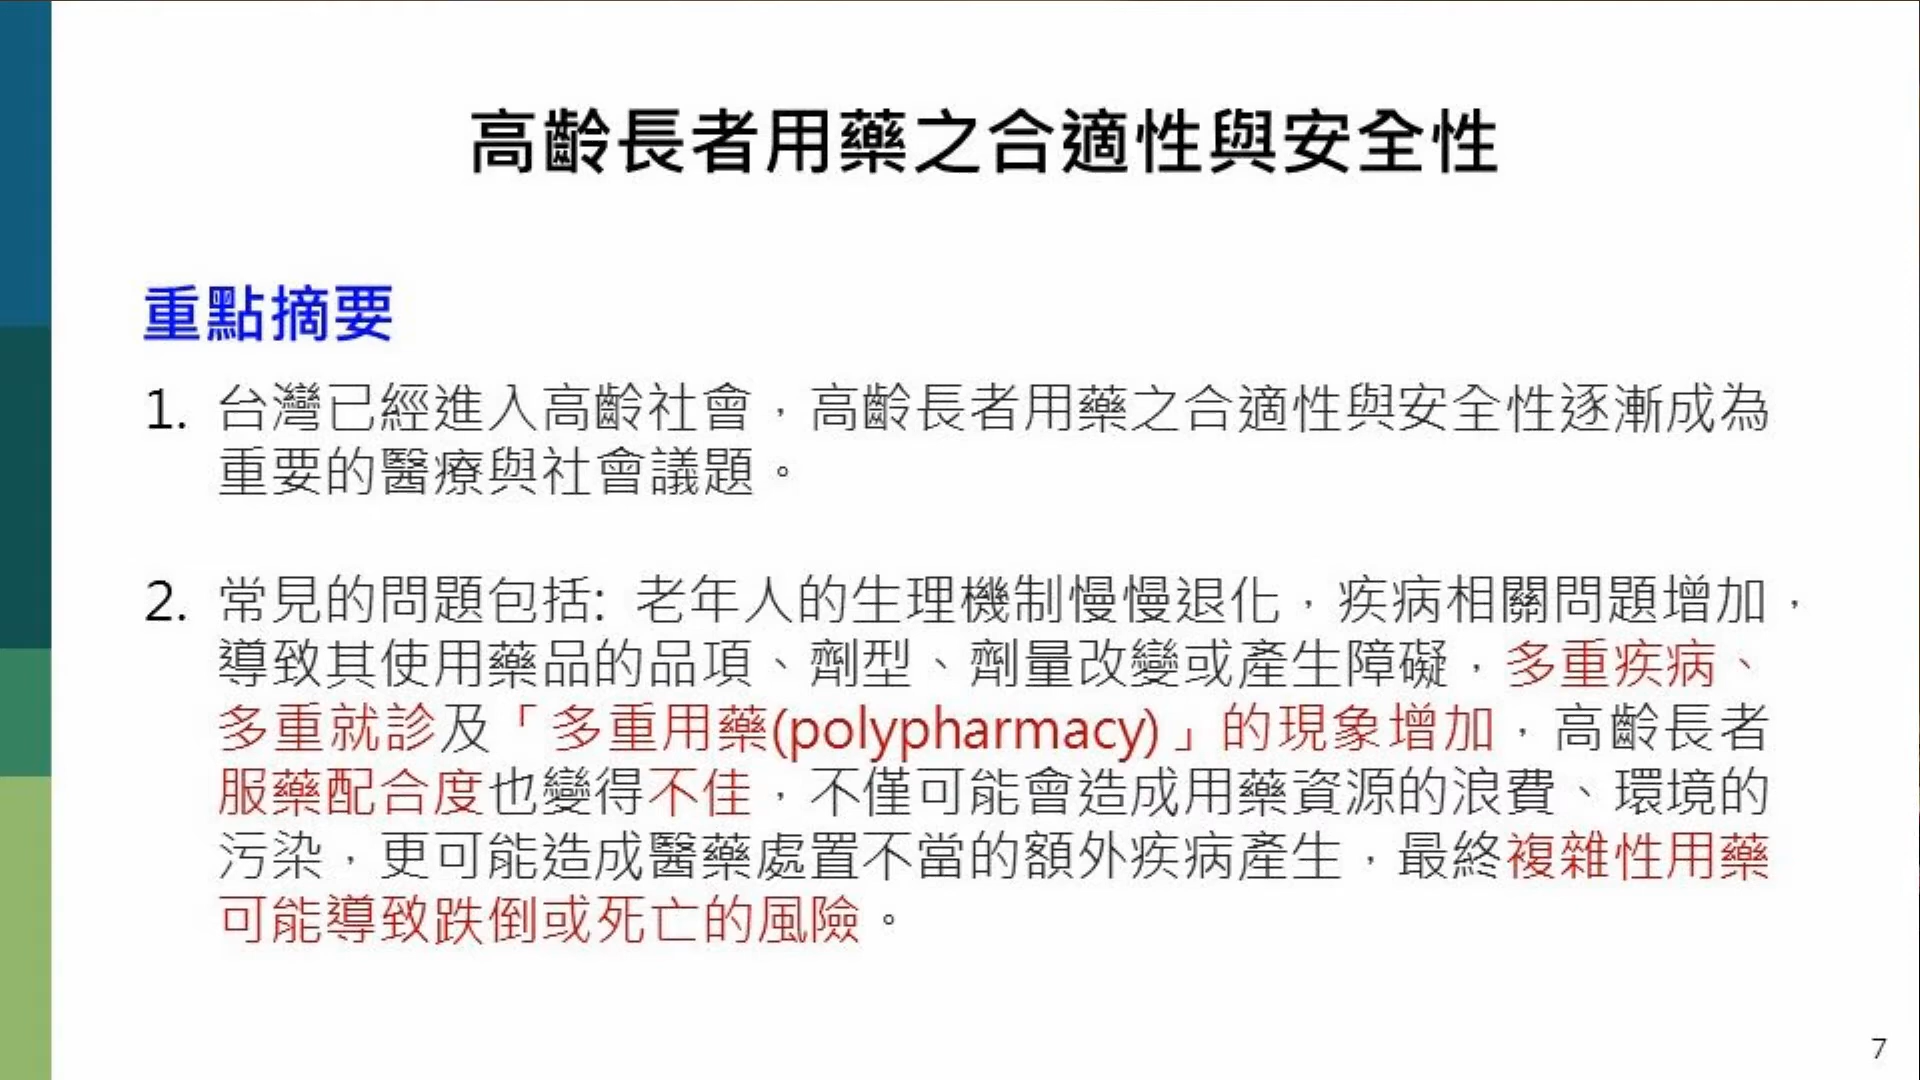 高齡長者用藥之合適性與安全性
重點摘要
1. 台灣已經進入高齡社會，高齡長者用藥之合適性與安全性逐漸成為
重要的醫療與社會議題。
2. 常見的問題包括: 老年人的生理機制慢慢退化，疾病相關問題增加，
導致其使用藥品的品項、劑型、劑量改變或產生障礙，多重疾病、
多重就診及「多重用藥(polypharmacy)」的現象增加，高齡長者
服藥配合度也變得不佳，不僅可能會造成用藥資源的浪費、環境的
污染，更可能造成醫藥處置不當的額外疾病產生，最終複雜性用藥
可能導致跌倒或死亡的風險。
7